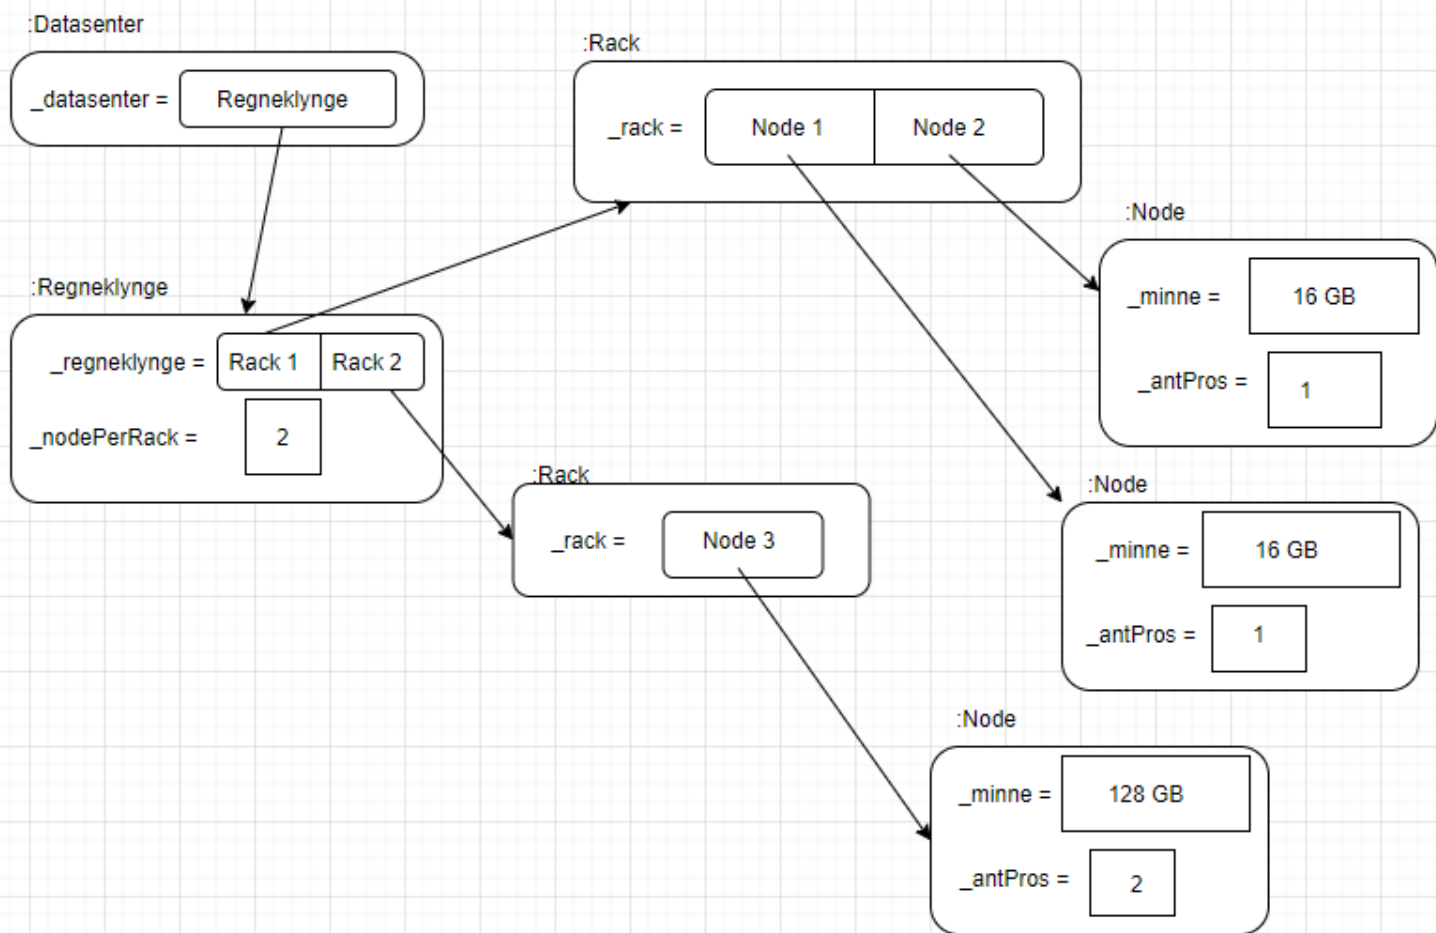 :Datasenter
_datasenter = Regneklynge
:Rack
_rack = Node 1 Node 2
:Node
_minne = 16 GB
_antPros = 1
:Regneklynge
_regneklynge = Rack 1 Rack 2
_nodePerRack = 2
:Rack
_rack = Node 3
:Node
_minne = 16 GB
_antPros = 1
:Node
_minne = 128 GB
_antPros = 2